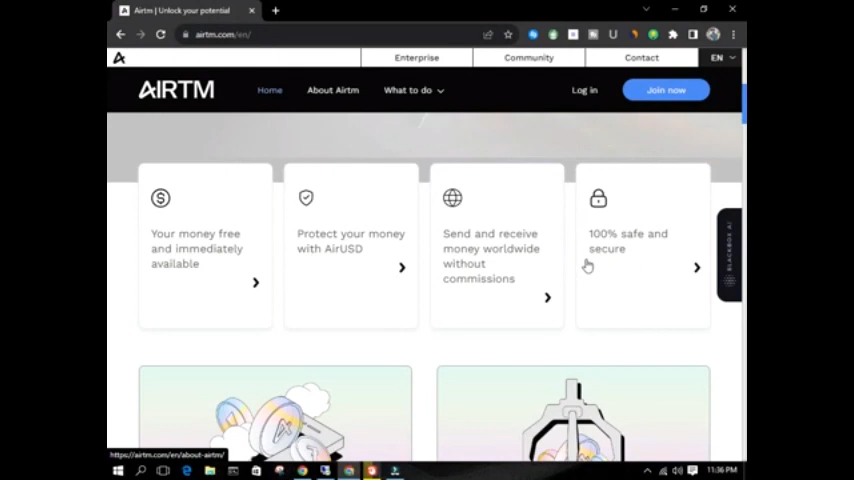 Airtm | Unlock your potential
airtm.com/en/
Enterprise
Community
Contact
EN
AIRTM
Home
About Airtm
What to do
Log in
Join now
Your money free
and immediately
available
Protect your money
with AirUSD
Send and receive
money worldwide
without
commissions
100% safe and
secure
BLACKBOX AI
https://airtm.com/en/about-airtm/
11:36 PM